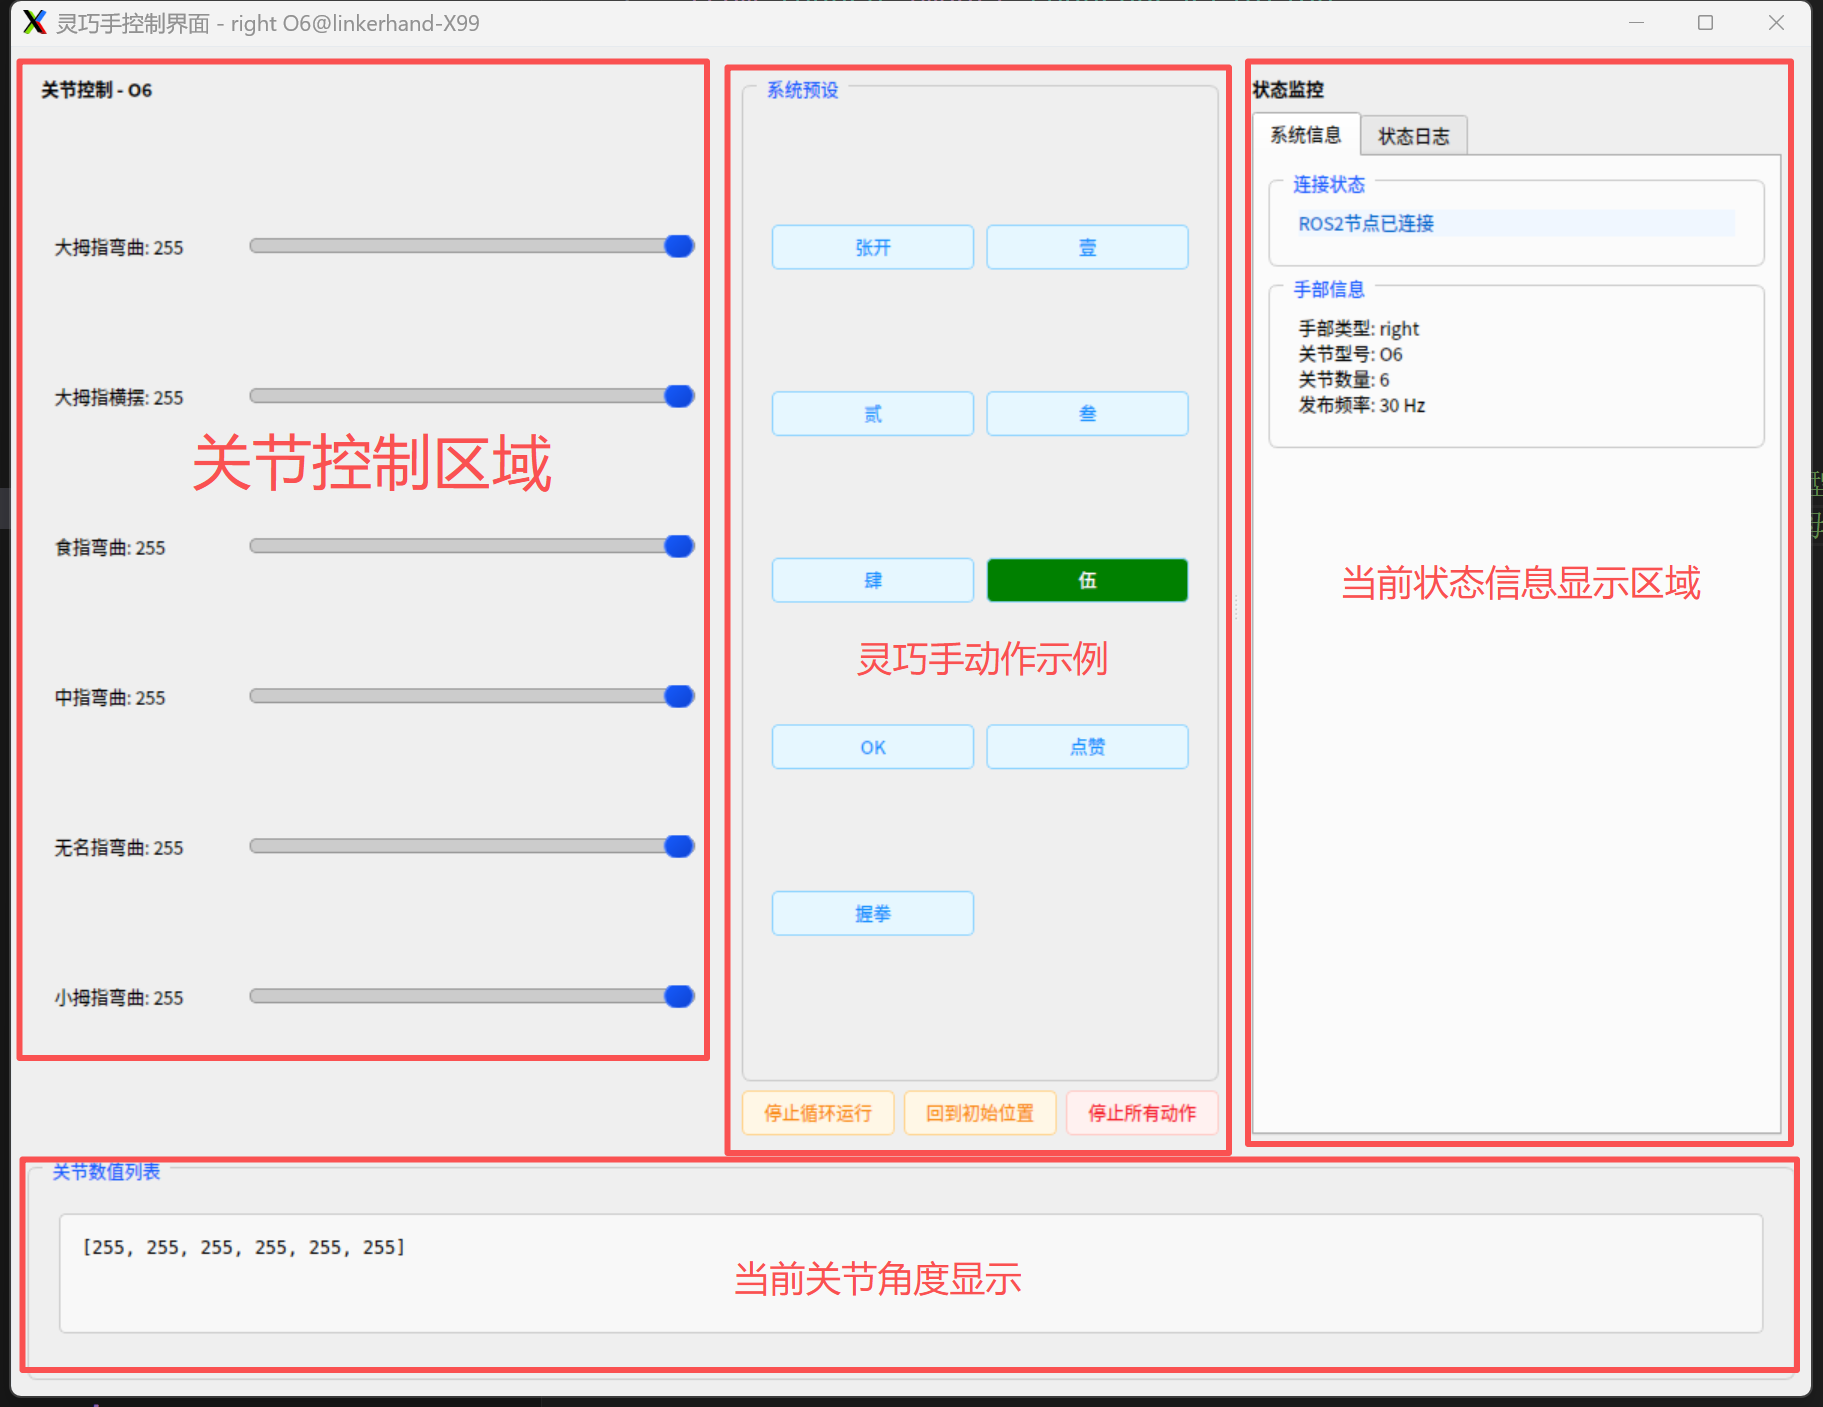 灵巧手控制界面 - right O6@linkerhand-X99
关节控制 - O6
大拇指弯曲: 255
大拇指横摆: 255
关节控制区域
食指弯曲: 255
中指弯曲: 255
无名指弯曲: 255
小拇指弯曲: 255
系统预设
张开
壹
贰
叁
肆
伍
灵巧手动作示例
OK
点赞
握拳
停止循环运行
回到初始位置
停止所有动作
状态监控
系统信息
状态日志
连接状态
ROS2节点已连接
手部信息
手部类型: right
关节型号: O6
关节数量: 6
发布频率: 30 Hz
当前状态信息显示区域
关节数值列表
[255, 255, 255, 255, 255, 255]
当前关节角度显示